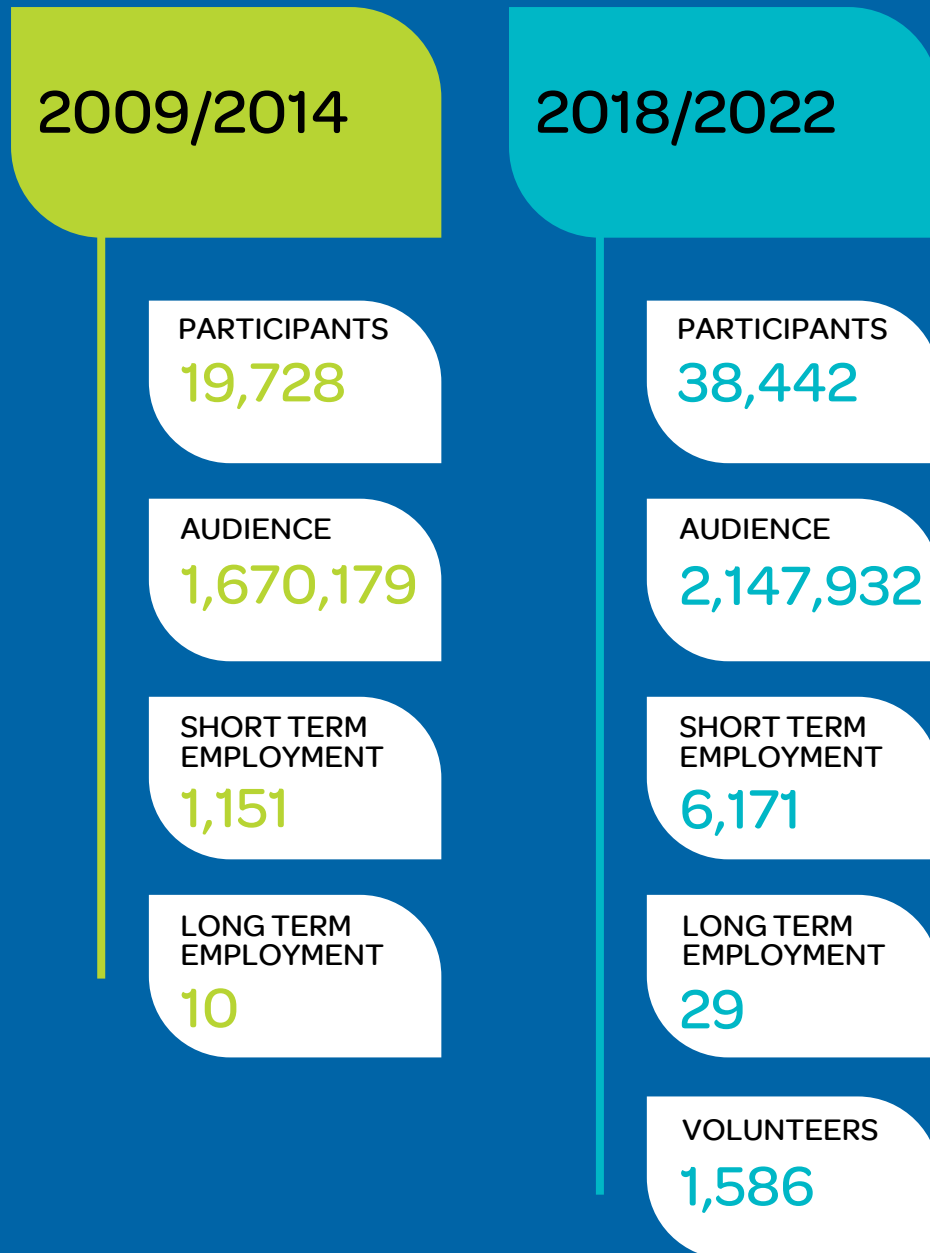 2009/2014
PARTICIPANTS
19,728
AUDIENCE
1,670,179
SHORT TERM
EMPLOYMENT
1,151
LONG TERM
EMPLOYMENT
10
2018/2022
PARTICIPANTS
38,442
AUDIENCE
2,147,932
SHORT TERM
EMPLOYMENT
6,171
LONG TERM
EMPLOYMENT
29
VOLUNTEERS
1,586